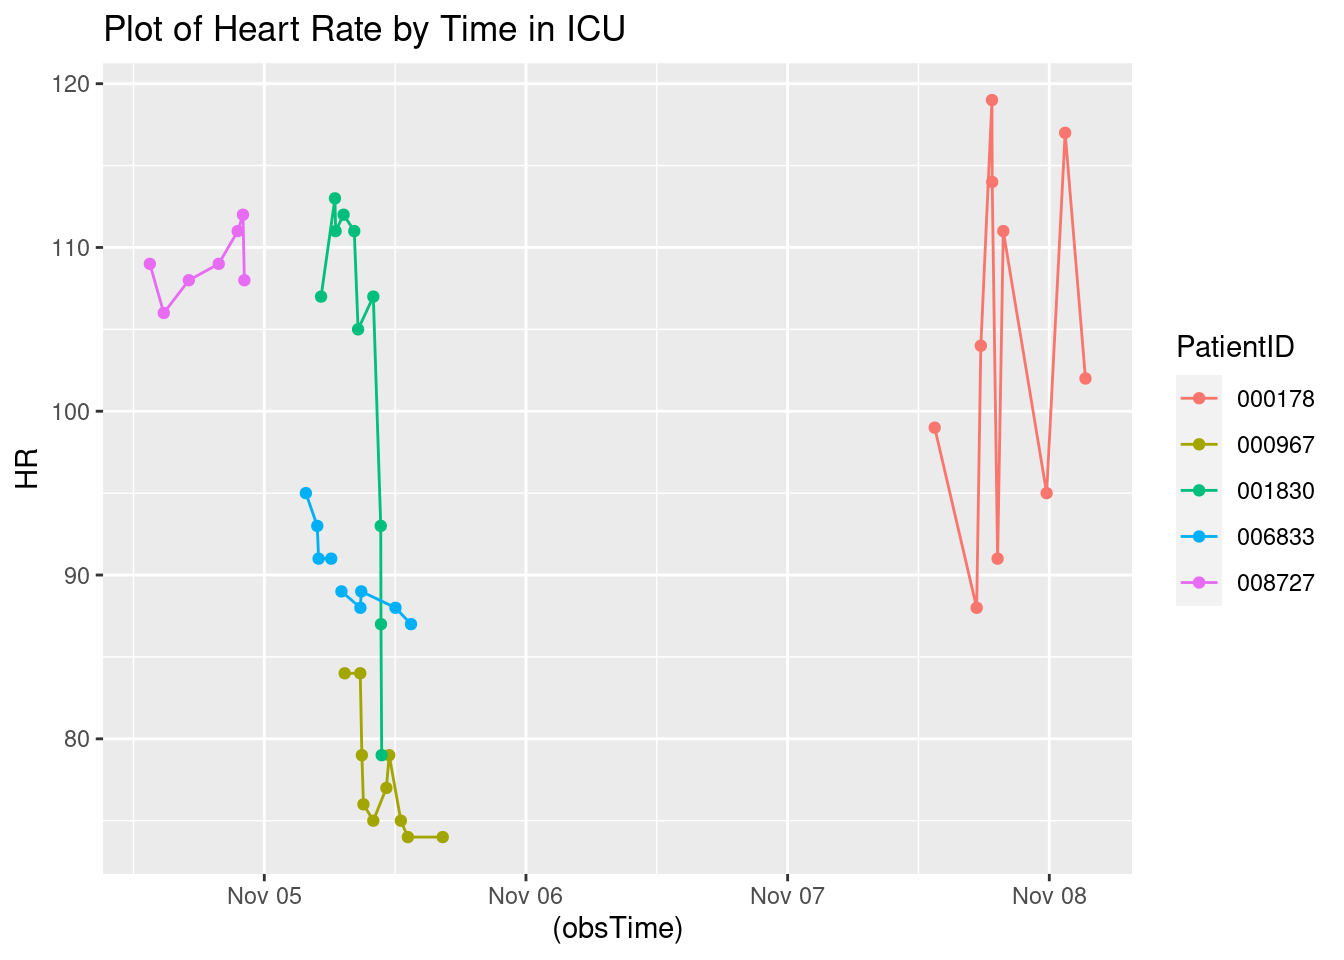 Plot of Heart Rate by Time in ICU
120
110
100
90
80
HR
Nov 05
Nov 06
Nov 07
Nov 08
(obsTime)
PatientID
000178
000967
001830
006833
008727